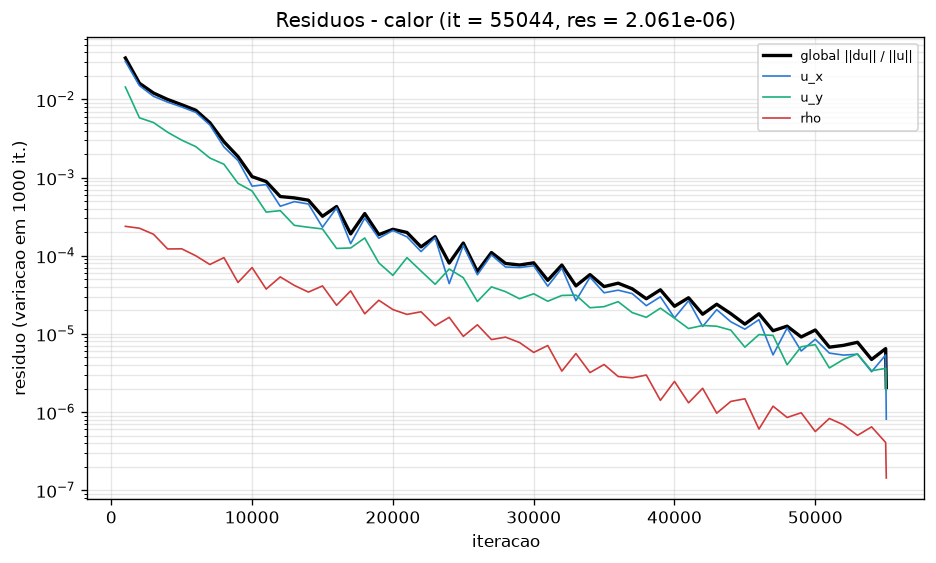 Residuos - calor (it = 55044, res = 2.061e-06)
residuo (variacao em 1000 it.)
10⁻²
10⁻³
10⁻⁴
10⁻⁵
10⁻⁶
10⁻⁷
global ||du|| / ||u||
u_x
u_y
rho
0
10000
20000
30000
40000
50000
iteracao